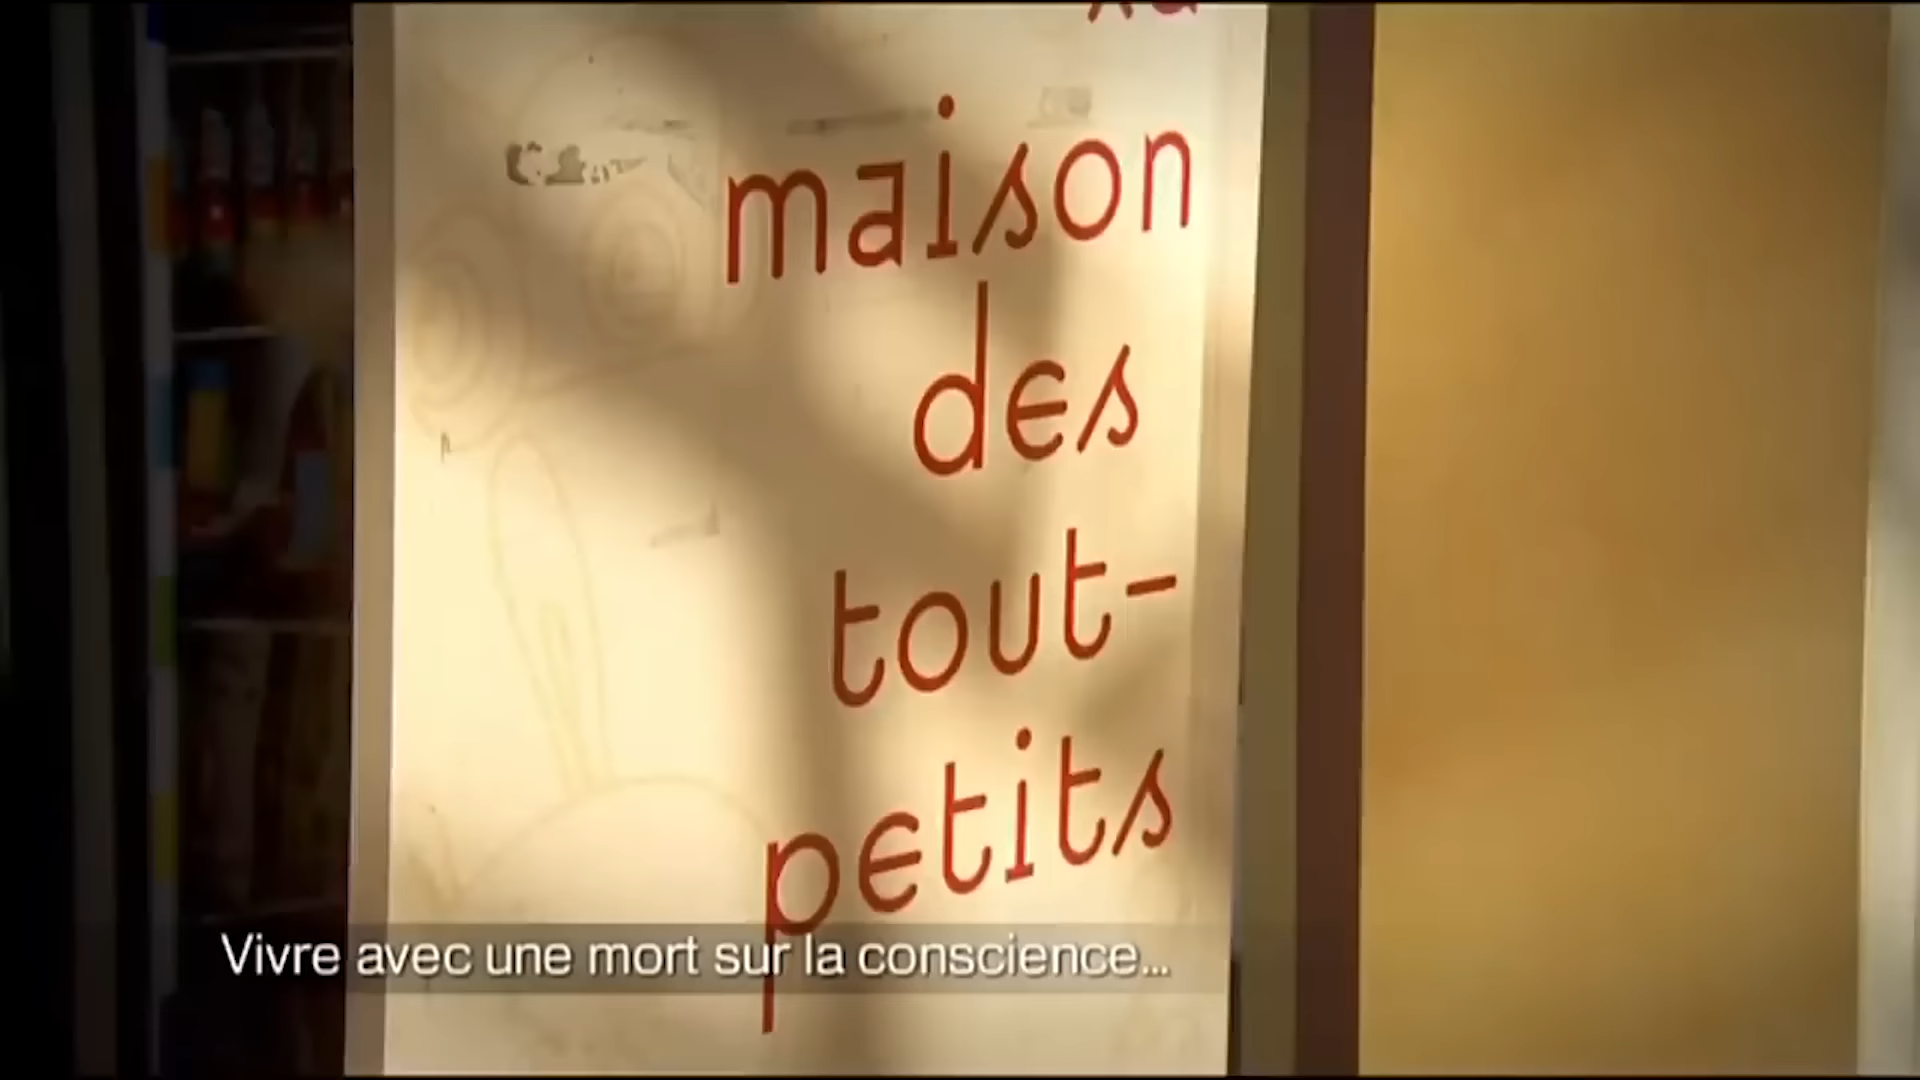 maison
des
tout-
petits
Vivre avec une mort sur la conscience...